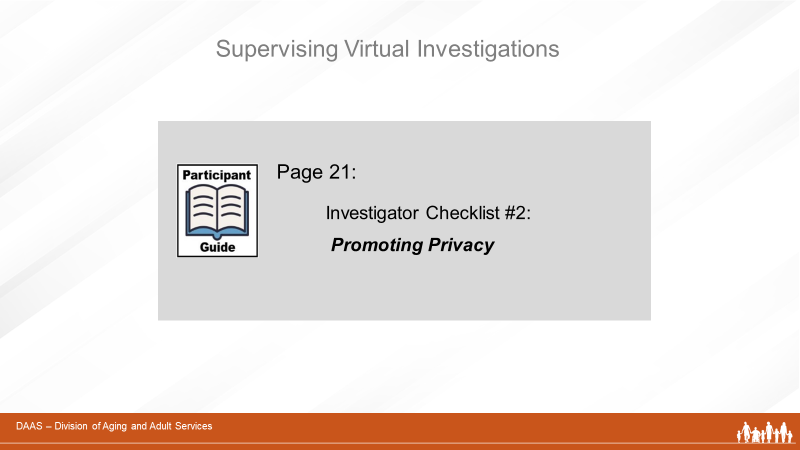 Supervising Virtual Investigations
Participant
Guide
Page 21:
Investigator Checklist #2:
Promoting Privacy
DAAS – Division of Aging and Adult Services